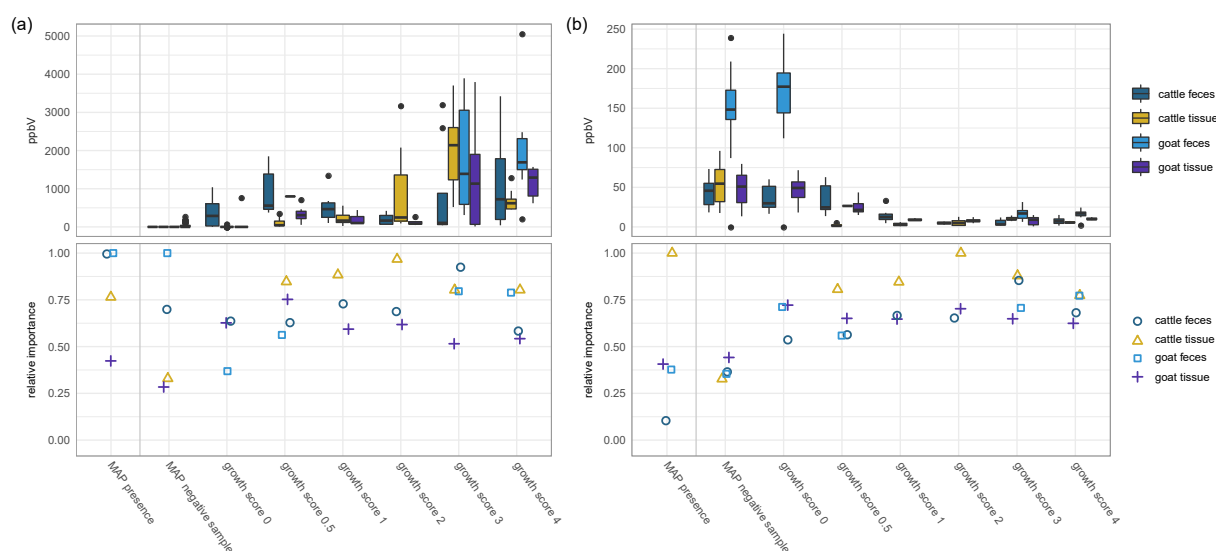 (a)
ppbV
5000
4000
3000
2000
1000
0
relative importance
1.00
0.75
0.50
0.25
0.00
MAP presence
MAP negative sample
growth score 0
growth score 0.5
growth score 1
growth score 2
growth score 3
growth score 4
(b)
ppbV
250
200
150
100
50
0
relative importance
1.00
0.75
0.50
0.25
0.00
MAP presence
MAP negative sample
growth score 0
growth score 0.5
growth score 1
growth score 2
growth score 3
growth score 4
cattle feces
cattle tissue
goat feces
goat tissue
cattle feces
cattle tissue
goat feces
goat tissue